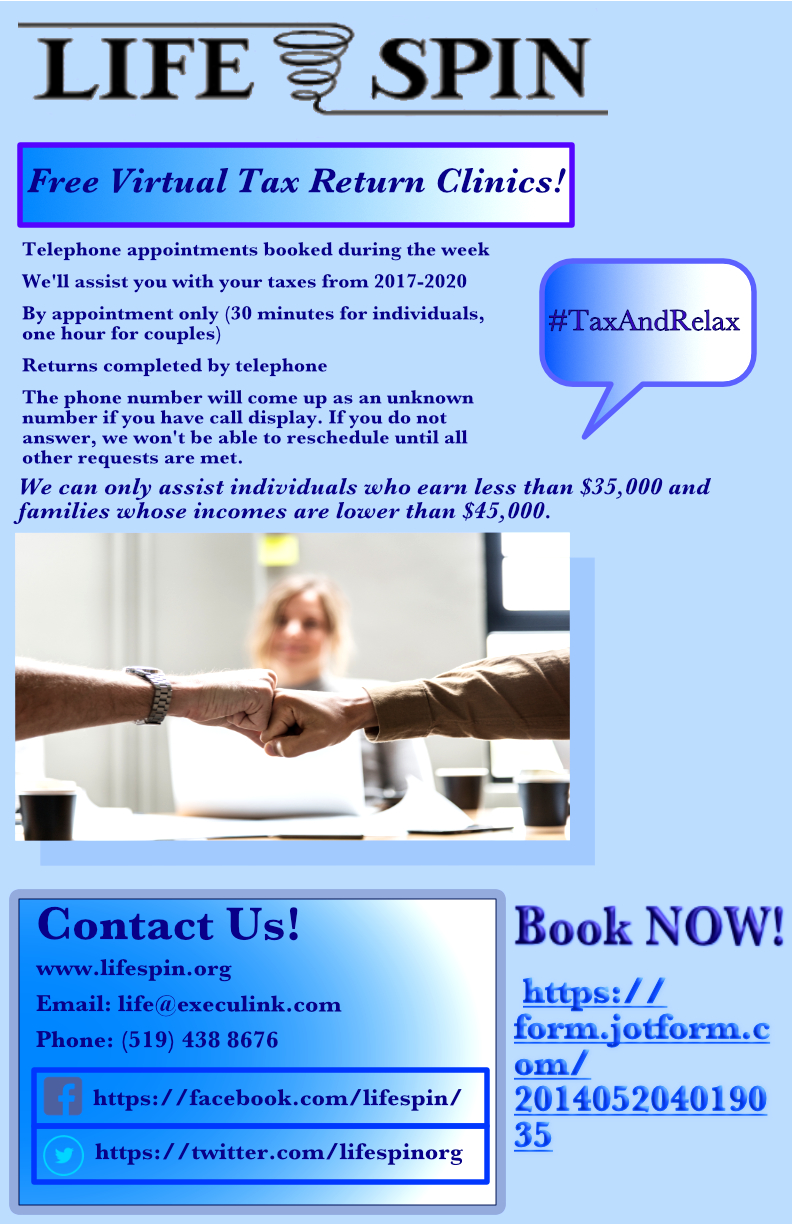 LIFE SPIN
Free Virtual Tax Return Clinics!
Telephone appointments booked during the week
We'll assist you with your taxes from 2017-2020
By appointment only (30 minutes for individuals,
one hour for couples)
Returns completed by telephone
The phone number will come up as an unknown
number if you have call display. If you do not
answer, we won't be able to reschedule until all
other requests are met.
#TaxAndRelax
We can only assist individuals who earn less than $35,000 and
families whose incomes are lower than $45,000.
Contact Us!
www.lifespin.org
Email: life@execulink.com
Phone: (519) 438 8676
https://facebook.com/lifespin/
https://twitter.com/lifespinorg
Book NOW!
https://
form.jotform.c
om/
2014052040190
35